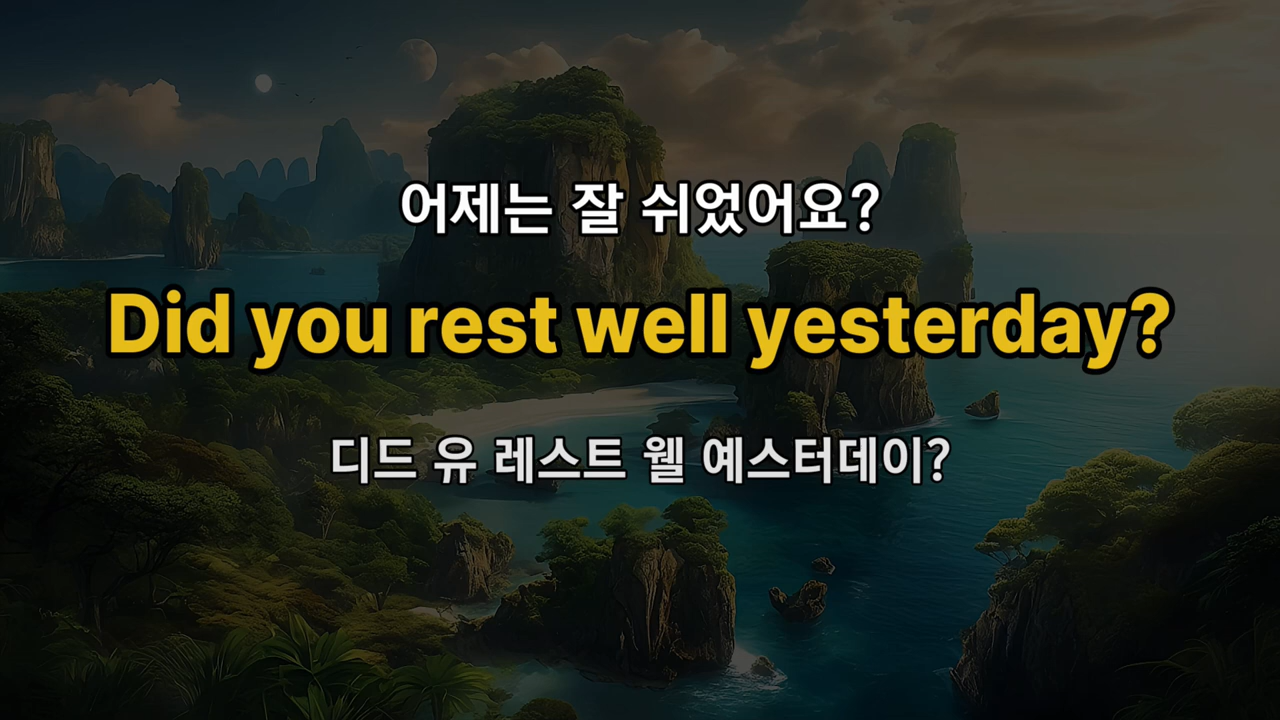 어제는 잘 쉬었어요?
Did you rest well yesterday?
디드 유 레스트 웰 예스터데이?